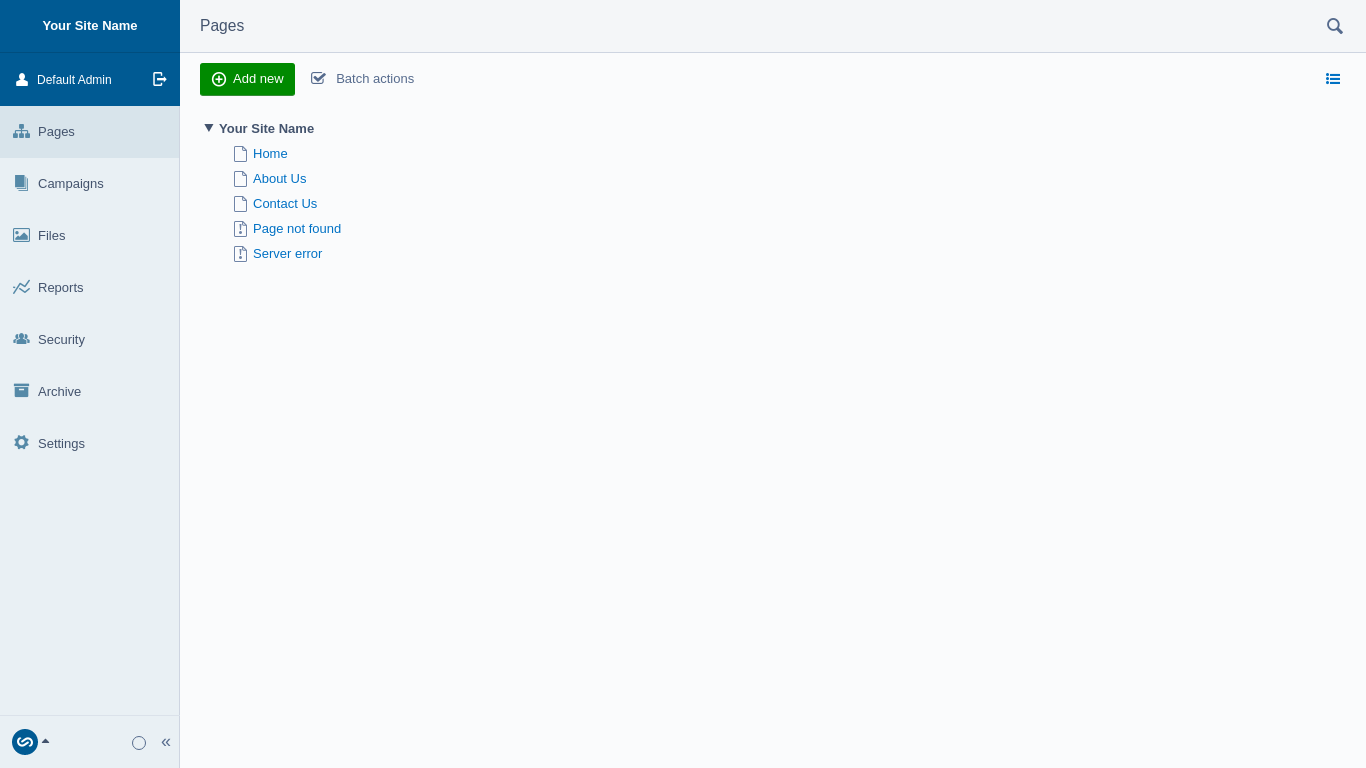 Your Site Name
Pages
Default Admin
Add new
Batch actions
Pages
Campaigns
Files
Reports
Security
Archive
Settings
Your Site Name
Home
About Us
Contact Us
Page not found
Server error